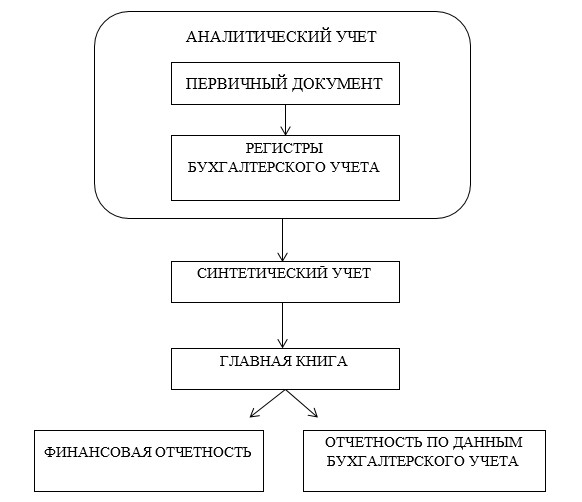 АНАЛИТИЧЕСКИЙ УЧЕТ
ПЕРВИЧНЫЙ ДОКУМЕНТ
РЕГИСТРЫ
БУХГАЛТЕРСКОГО УЧЕТА
СИНТЕТИЧЕСКИЙ УЧЕТ
ГЛАВНАЯ КНИГА
ФИНАНСОВАЯ ОТЧЕТНОСТЬ
ОТЧЕТНОСТЬ ПО ДАННЫМ
БУХГАЛТЕРСКОГО УЧЕТА